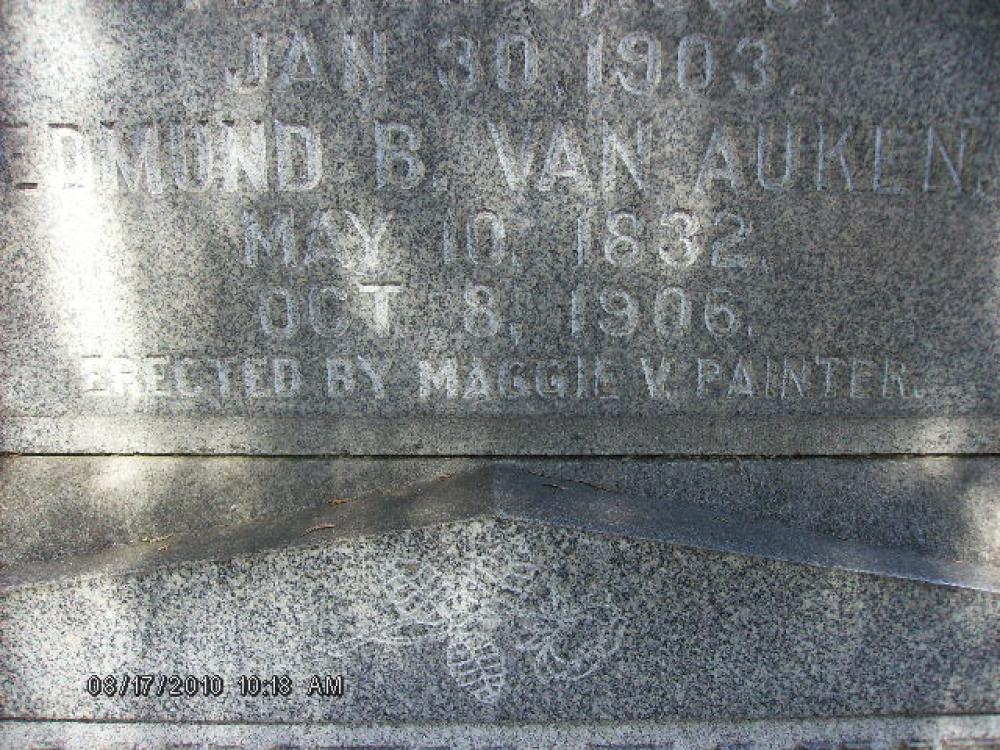 JAN 30, 1903.
EDMUND B. VAN AUKEN.
MAY 10, 1832.
OCT. 8, 1906.
ERECTED BY MAGGIE V. PAINTER.
08/17/2010 10:18 AM